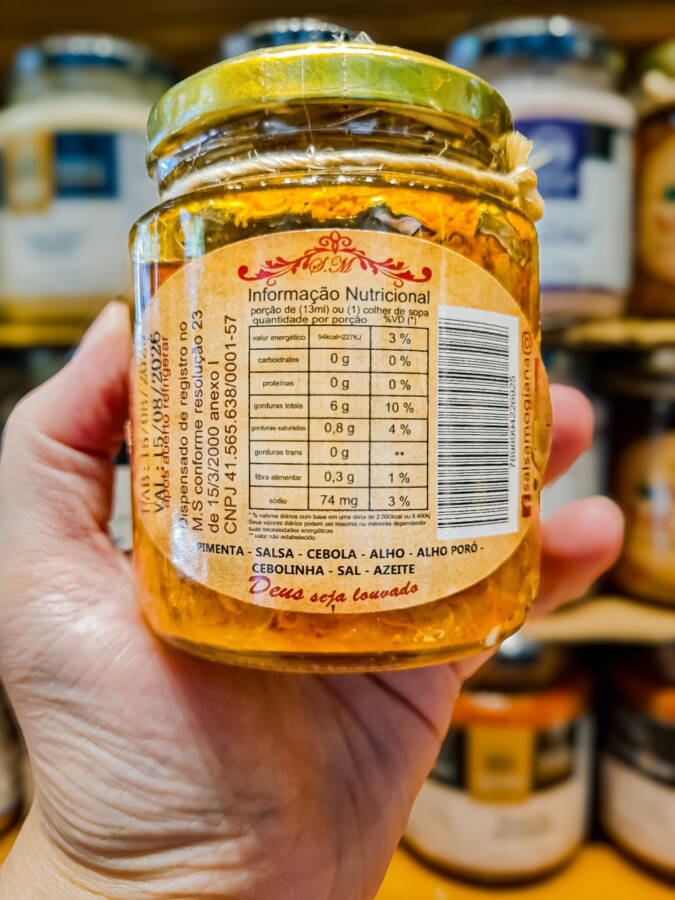 S.M
Informação Nutricional
porção de (13ml) ou (1) colher de sopa
quantidade por porção %VD (*)
valor energético 54kcal=227KJ 3 %
carboidratos 0 g 0 %
proteínas 0 g 0 %
gorduras totais 6 g 10 %
gorduras saturadas 0,8 g 4 %
gorduras trans 0 g **
fibra alimentar 0,3 g 1 %
sódio 74 mg 3 %
* % valores diários com base em uma dieta de 2.000kcal ou 8.400kj
Seus valores diários podem ser maiores ou menores dependendo
suas necessidades energéticas
** valor não estabelecido
PIMENTA - SALSA - CEBOLA - ALHO - ALHO PORÓ -
CEBOLINHA - SAL - AZEITE
Deus seja louvado
VAL: 15/08/2026
após aberto refrigerar
dispensado de registro no
M.S conforme resolução 23
de 15/3/2000 anexo I
CNPJ 41.565.638/0001-57
salsamogiana